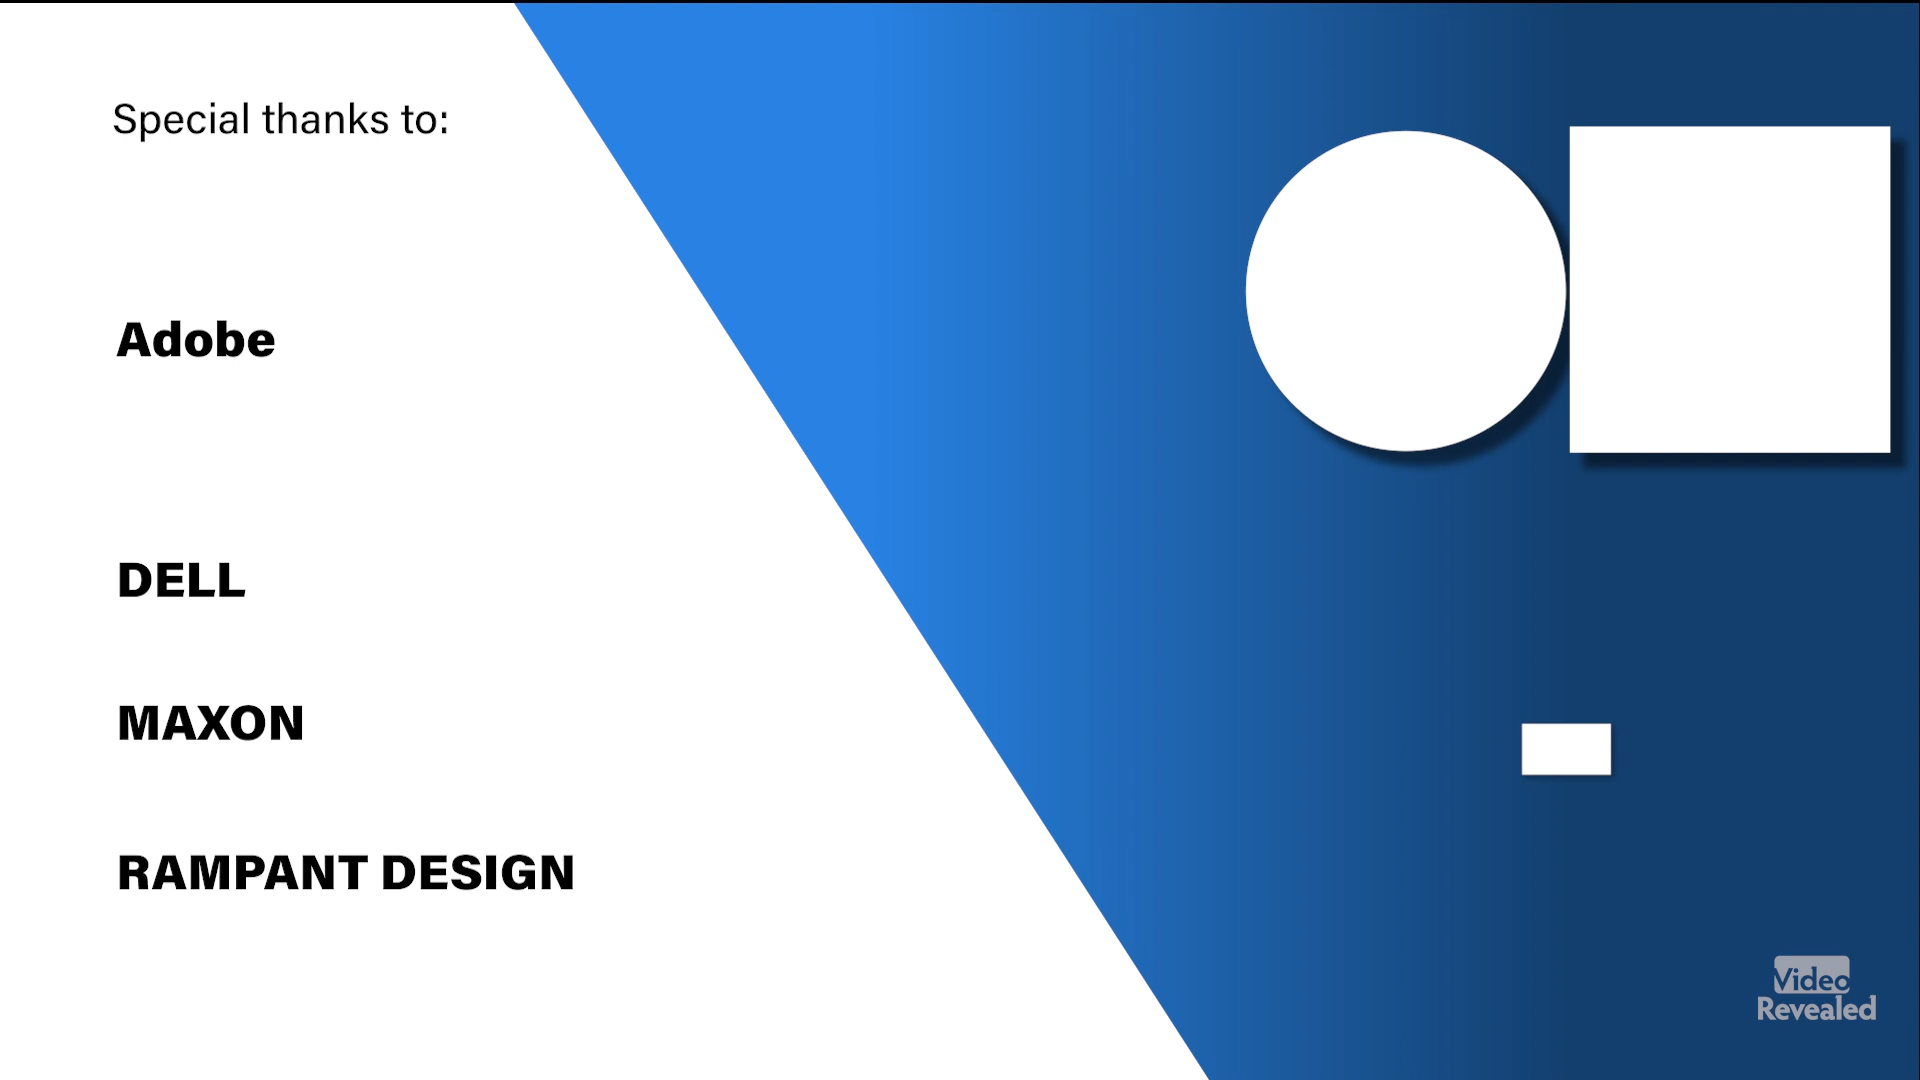 Special thanks to:
Adobe
DELL
MAXON
RAMPANT DESIGN
Video
Revealed